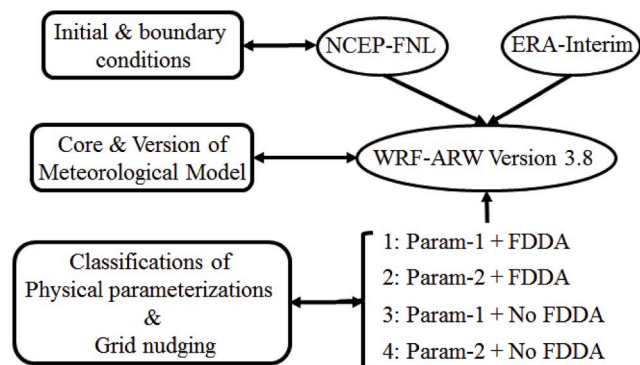 Initial & boundary
conditions
NCEP-FNL
ERA-Interim
Core & Version of
Meteorological Model
WRF-ARW Version 3.8
Classifications of
Physical parameterizations
&
Grid nudging
1: Param-1 + FDDA
2: Param-2 + FDDA
3: Param-1 + No FDDA
4: Param-2 + No FDDA